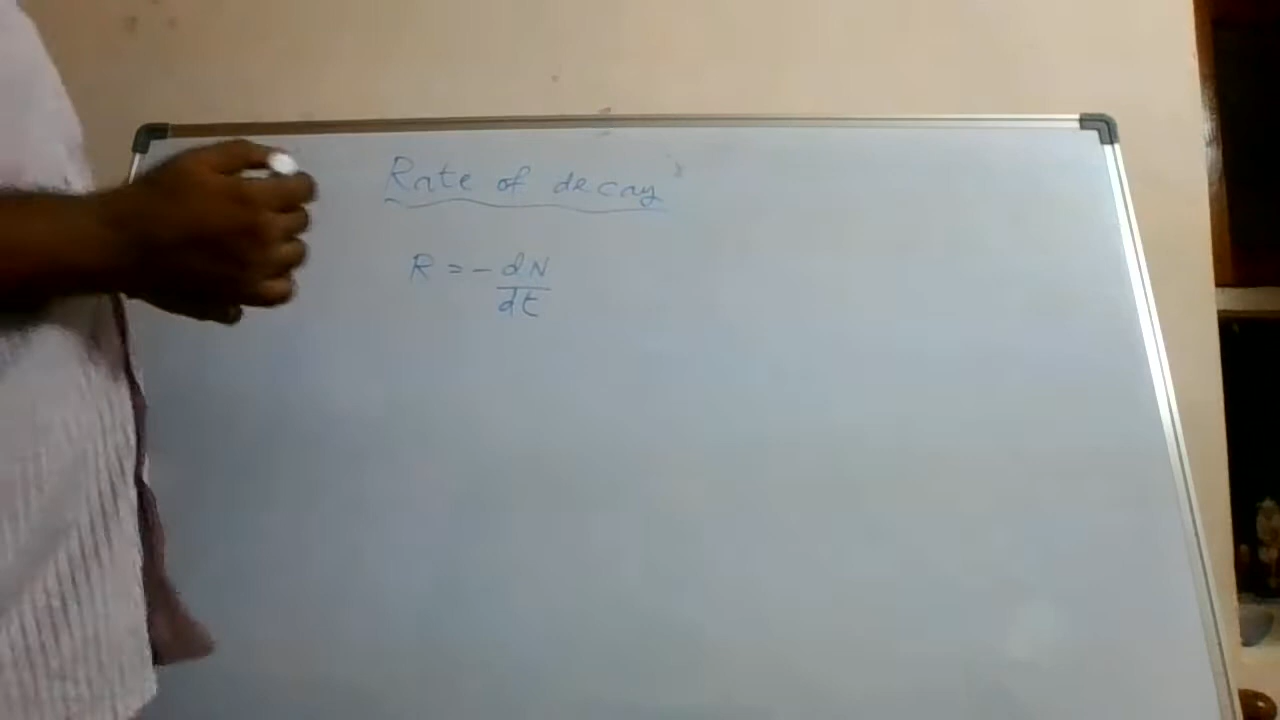 Rate of decay
R = - dN/dt